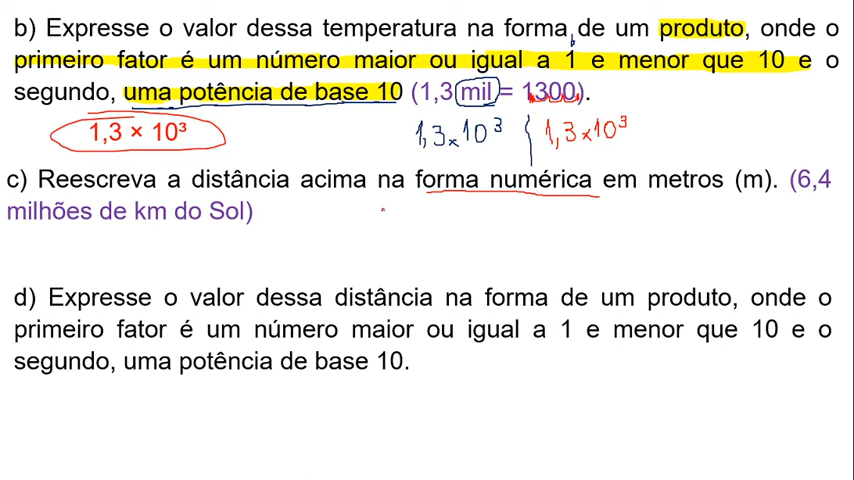 b) Expresse o valor dessa temperatura na forma de um produto, onde o
primeiro fator é um número maior ou igual a 1 e menor que 10 e o
segundo, uma potência de base 10 (1,3 mil = 1300).
1,3 × 10³ 1,3 × 10³ { 1,3 × 10³
c) Reescreva a distância acima na forma numérica em metros (m). (6,4
milhões de km do Sol)
d) Expresse o valor dessa distância na forma de um produto, onde o
primeiro fator é um número maior ou igual a 1 e menor que 10 e o
segundo, uma potência de base 10.